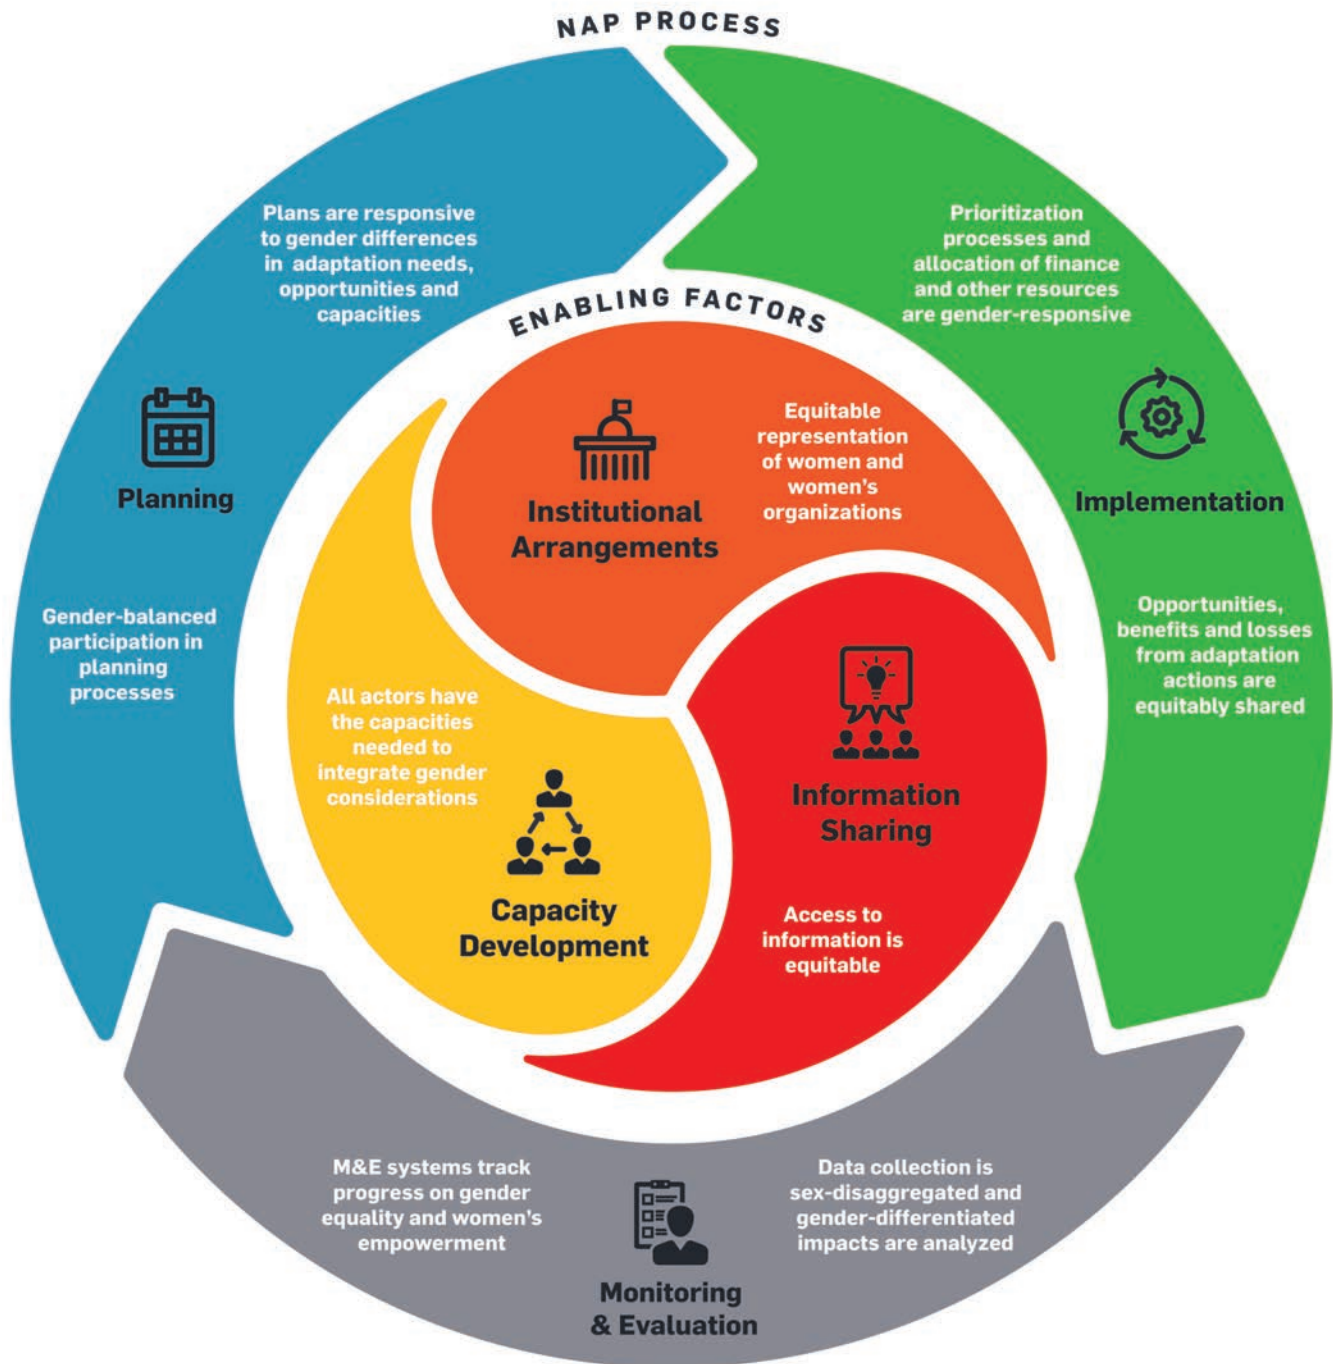 NAP PROCESS
Plans are responsive
to gender differences
in adaptation needs,
opportunities and
capacities
Planning
Gender-balanced
participation in
planning
processes
Prioritization
processes and
allocation of finance
and other resources
are gender-responsive
Implementation
Opportunities,
benefits and losses
from adaptation
actions are
equitably shared
ENABLING FACTORS
Institutional
Arrangements
Equitable
representation
of women and
women’s
organizations
All actors have
the capacities
needed to
integrate gender
considerations
Capacity
Development
Information
Sharing
Access to
information is
equitable
M&E systems track
progress on gender
equality and women’s
empowerment
Monitoring
& Evaluation
Data collection is
sex-disaggregated and
gender-differentiated
impacts are analyzed